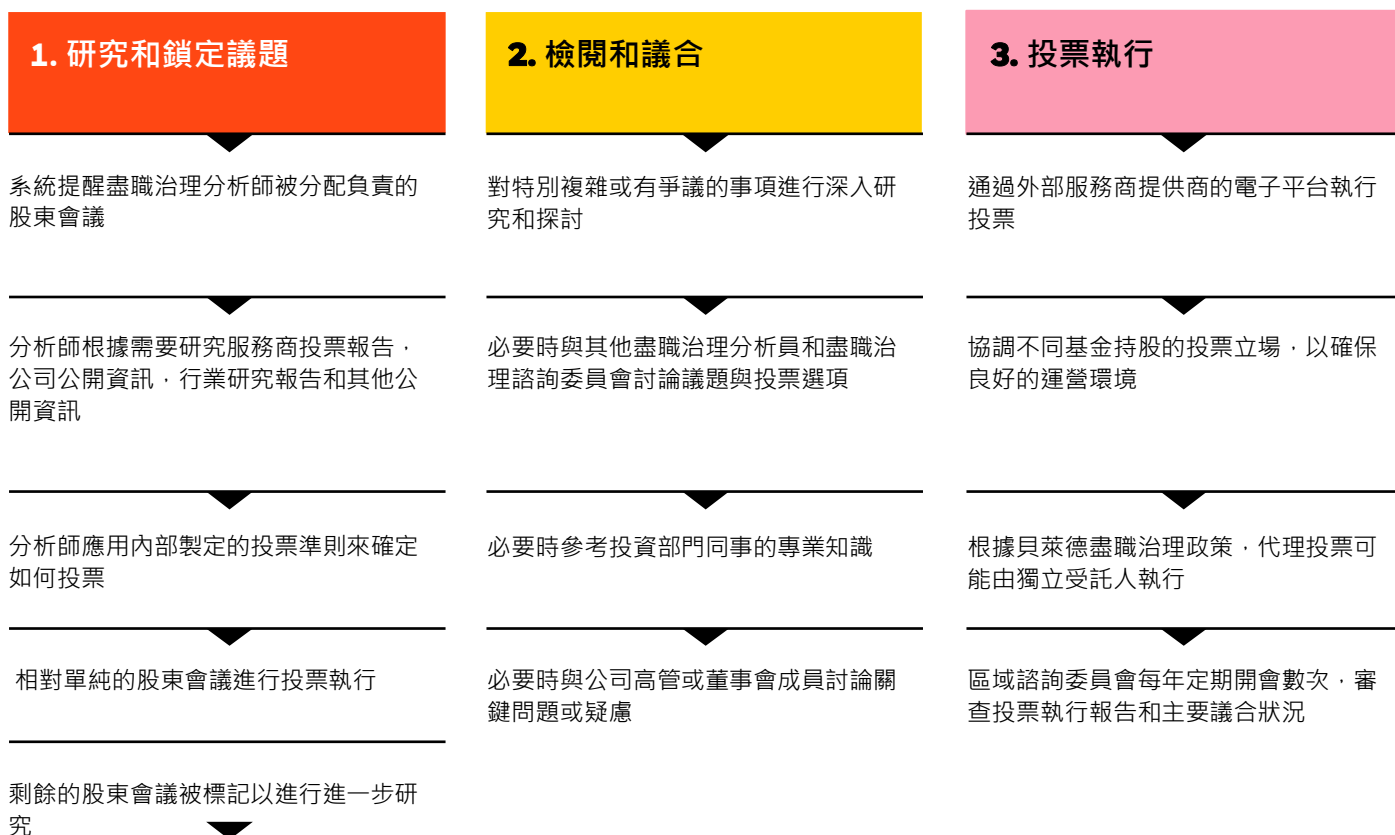 1. 研究和鎖定議題
系統提醒盡職治理分析師被分配負責的
股東會議
分析師根據需要研究服務商投票報告，
公司公開資訊，行業研究報告和其他公
開資訊
分析師應用內部製定的投票準則來確定
如何投票
相對單純的股東會議進行投票執行
剩餘的股東會議被標記以進行進一步研
究
2. 檢閱和議合
對特別複雜或有爭議的事項進行深入研
究和探討
必要時與其他盡職治理分析員和盡職治
理諮詢委員會討論議題與投票選項
必要時參考投資部門同事的專業知識
必要時與公司高管或董事會成員討論關
鍵問題或疑慮
3. 投票執行
通過外部服務商提供商的電子平台執行
投票
協調不同基金持股的投票立場，以確保
良好的運營環境
根據貝萊德盡職治理政策，代理投票可
能由獨立受託人執行
區域諮詢委員會每年定期開會數次，審
查投票執行報告和主要議合狀況